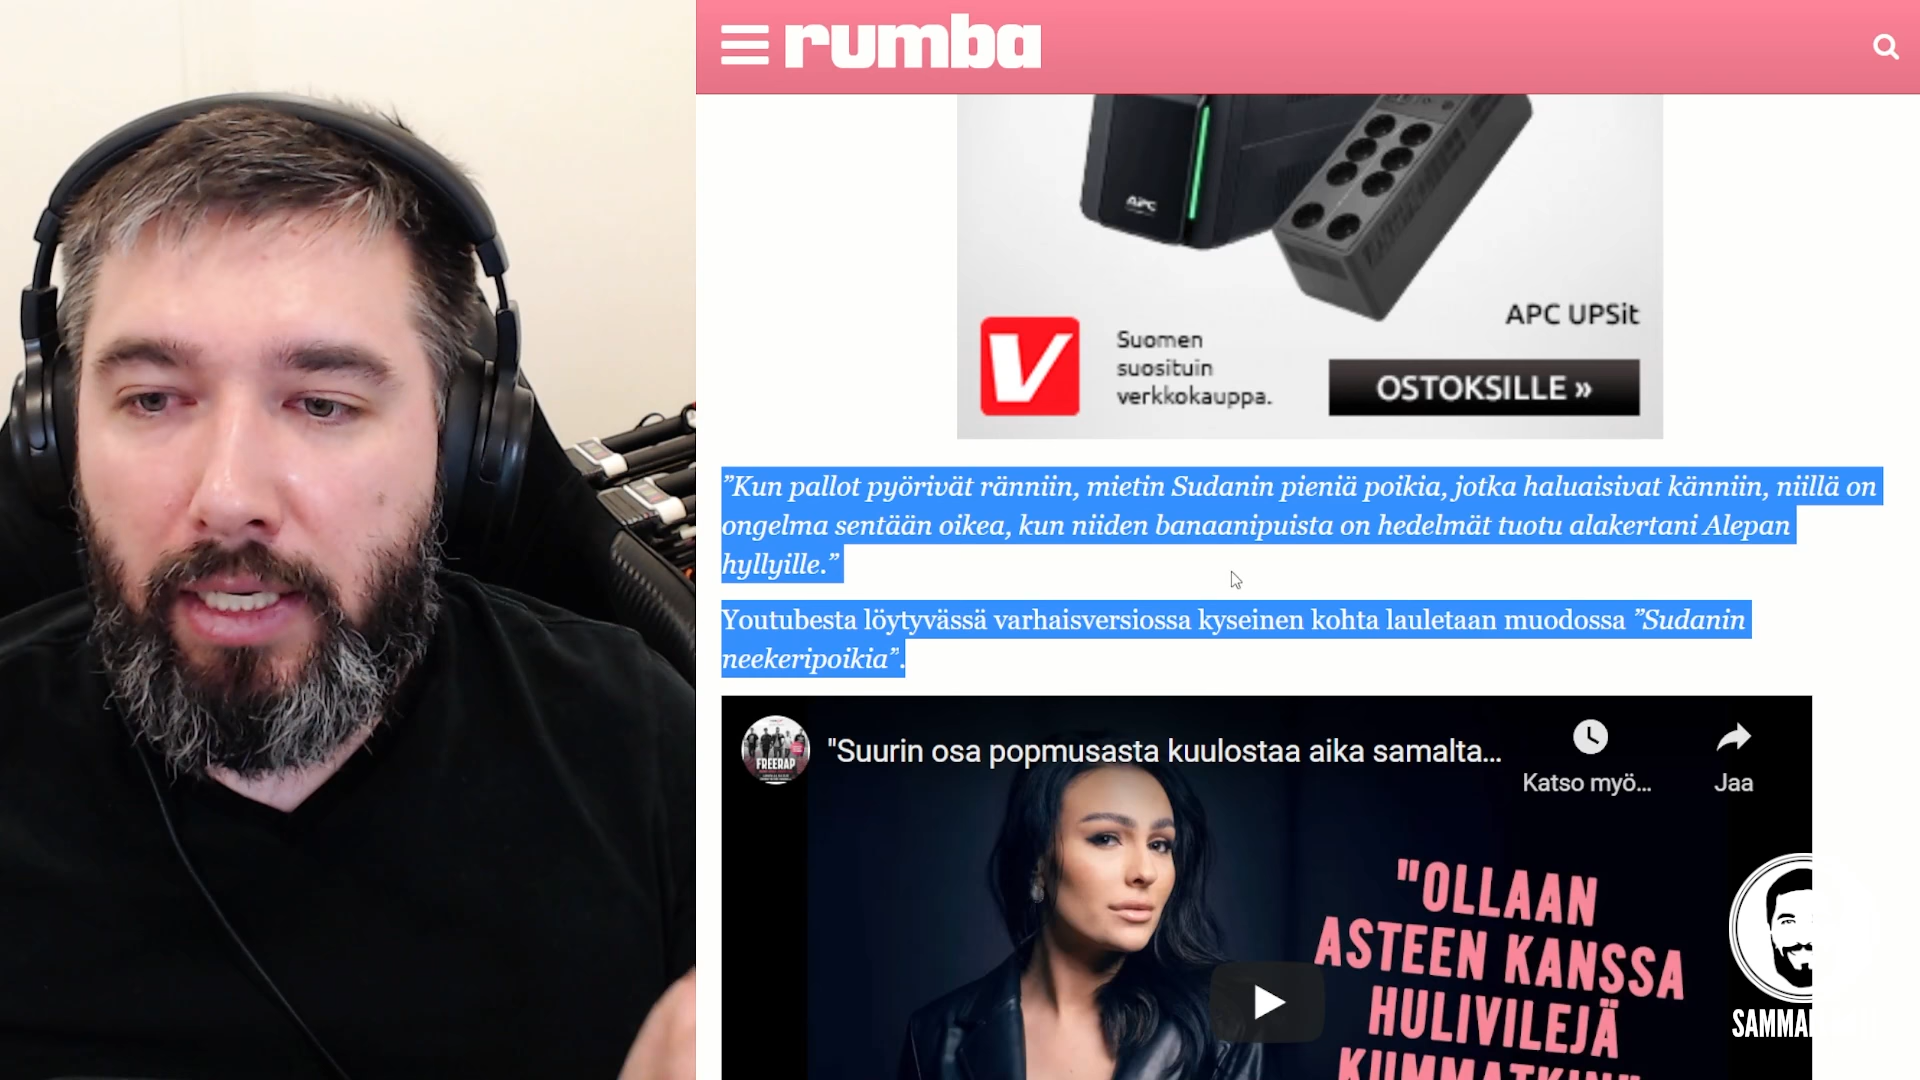 rumba
APC
APC UPSit
Suomen
suosituin
verkkokauppa.
OSTOKSILLE »
V
”Kun pallot pyörivät ränniin, mietin Sudanin pieniä poikia, jotka haluaisivat känniin, niillä on
ongelma sentään oikea, kun niiden banaanipuista on hedelmät tuotu alakertani Alepan
hyllyille.”
Youtubesta löytyvässä varhaisversiossa kyseinen kohta lauletaan muodossa ”Sudanin
neekeripoikia”.
FREERAP
"Suurin osa popmusasta kuulostaa aika samalta...
Katso myö...
Jaa
"OLLAAN
ASTEEN KANSSA
HULIVILEJÄ
KUMMATKIN"
SAMMA